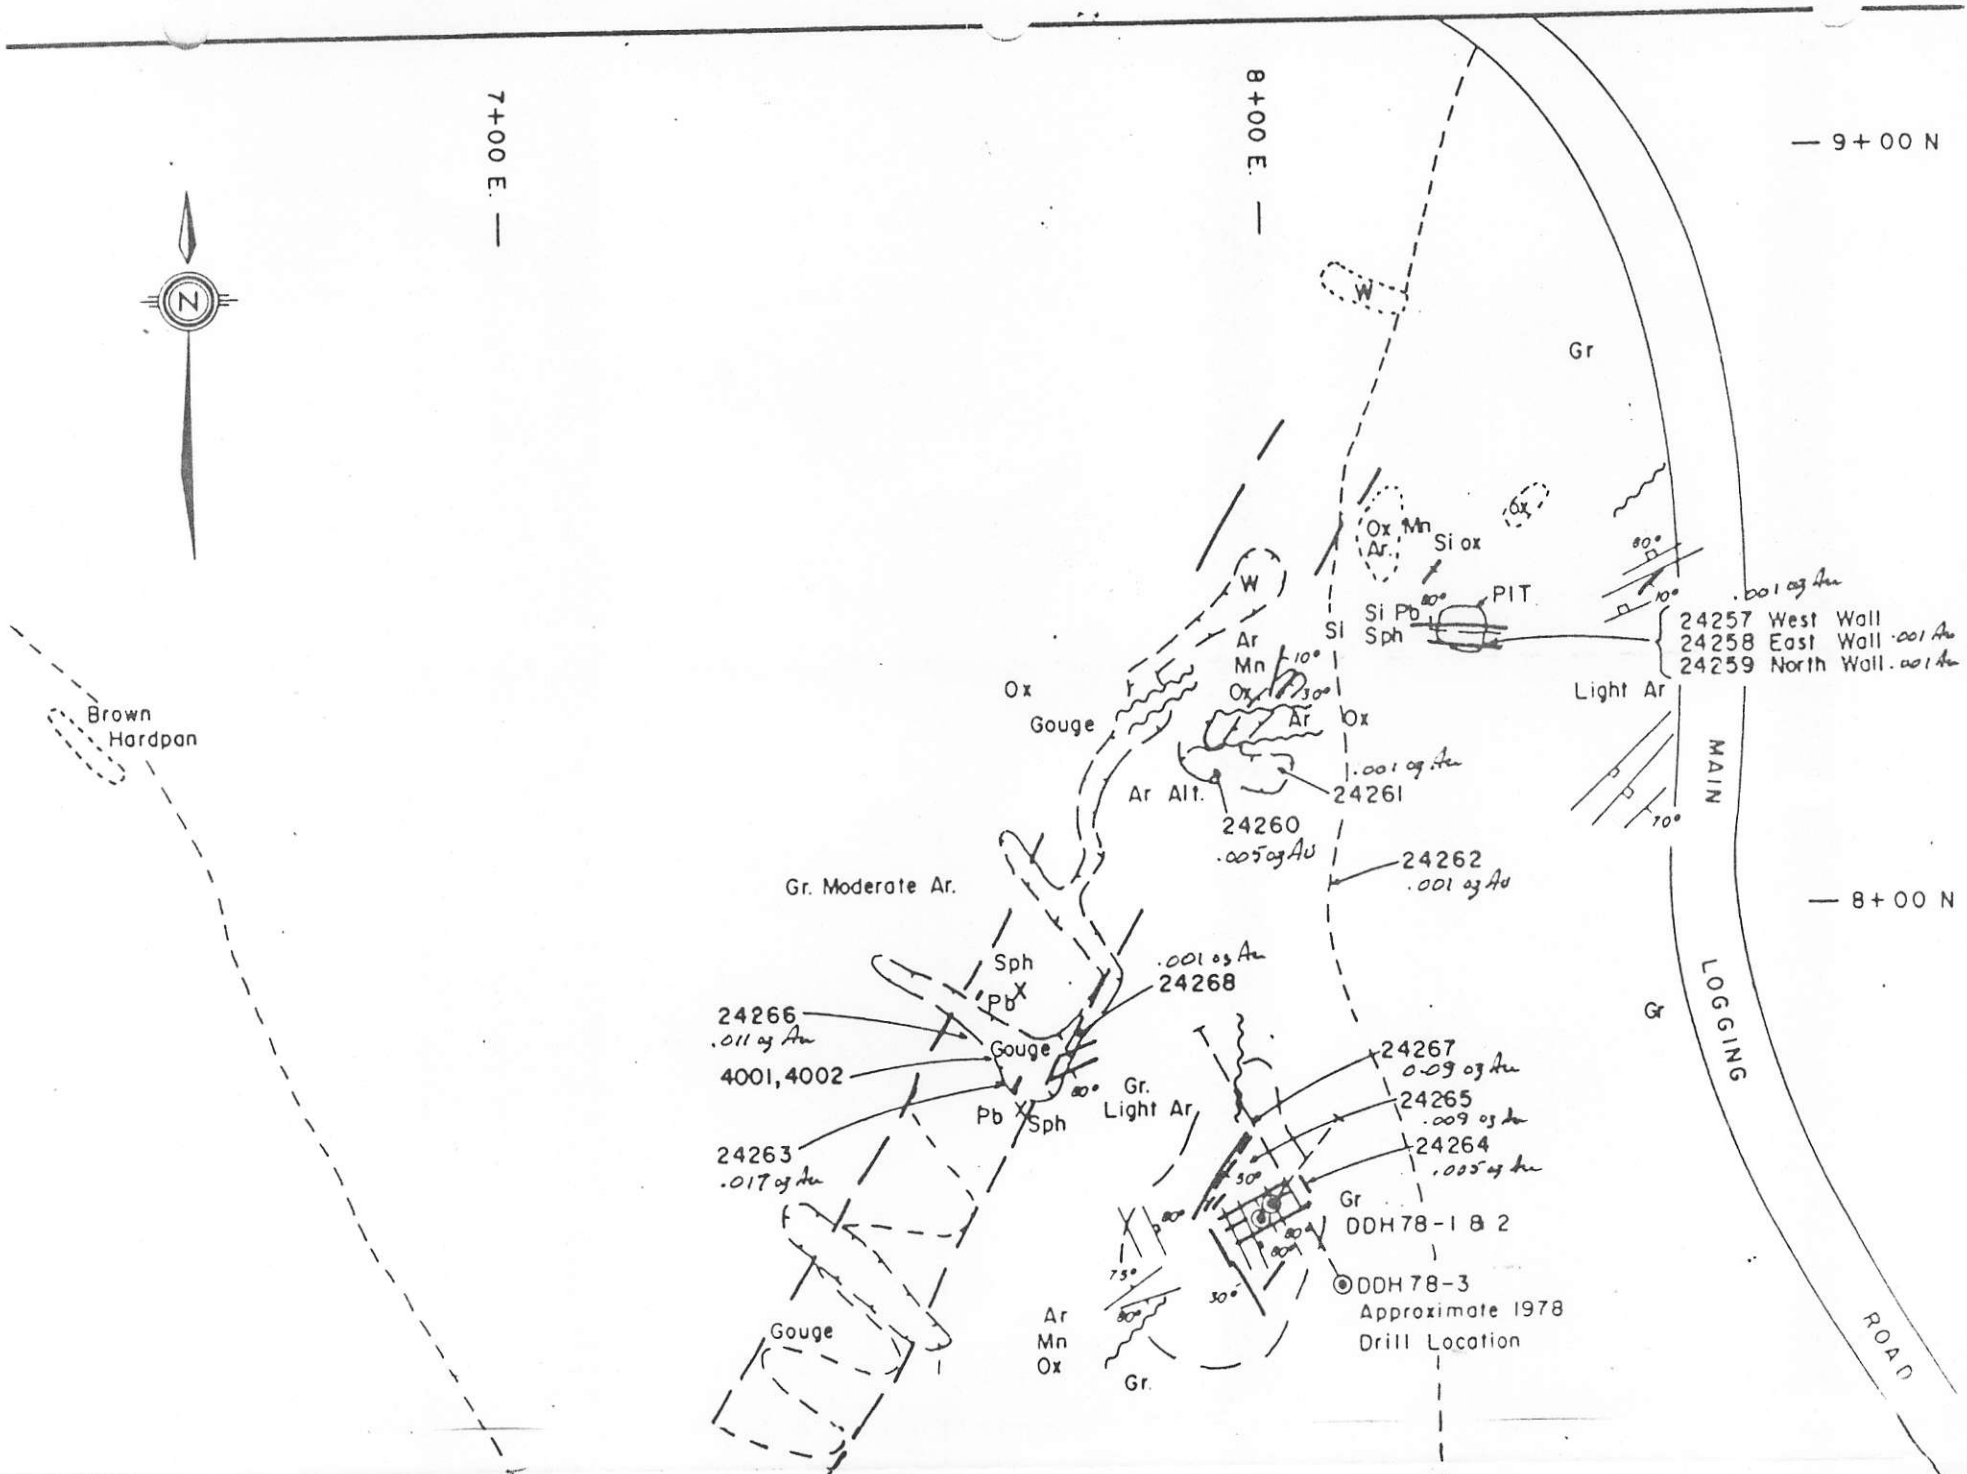 7+00 E.
8+00 E.
9+00 N
N
W
Gr
Ox
Ox Mn
Ar.
Si ox
80°
W
80°
PIT
10°
.001 oz Au
Si Pb
Si
Sph
24257 West Wall
24258 East Wall .001 Au
24259 North Wall .001 Au
Ar
Mn
10°
Ox
Ox
30°
Light Ar
Gouge
Ar
Ox
Brown
Hardpan
MAIN
.001 oz Au
Ar Alt.
24261
24260
.005 oz Au
70°
24262
.001 oz Au
Gr. Moderate Ar.
8+00 N
Sph
.001 oz Au
24268
Pb X
LOGGING
Gr
24266
.011 oz Au
Gouge
24267
0.09 oz Au
4001,4002
80°
Gr.
Light Ar
24265
.009 oz Au
Pb X Sph
24264
.005 oz Au
24263
.017 oz Au
50°
Gr
80°
DDH 78-1 & 2
80°
80°
75°
30°
DDH 78-3
Approximate 1978
Drill Location
80°
Ar
Mn
Ox
Gouge
Gr.
ROAD